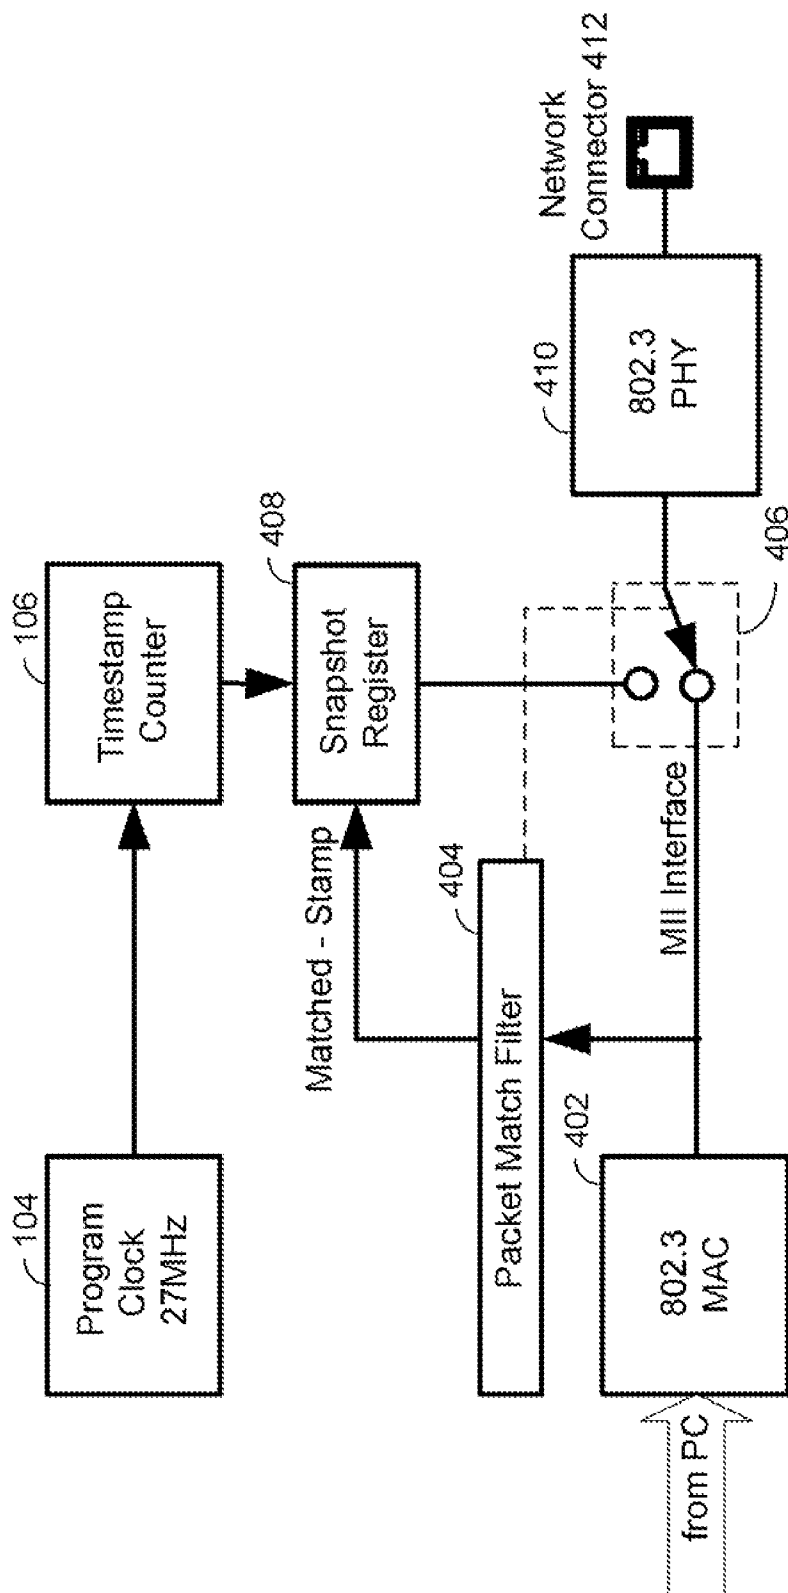 104
Program
Clock
27MHz
106
Timestamp
Counter
408
Snapshot
Register
Matched - Stamp
404
Packet Match Filter
402
802.3
MAC
from PC
MII Interface
406
410
802.3
PHY
Network
Connector 412